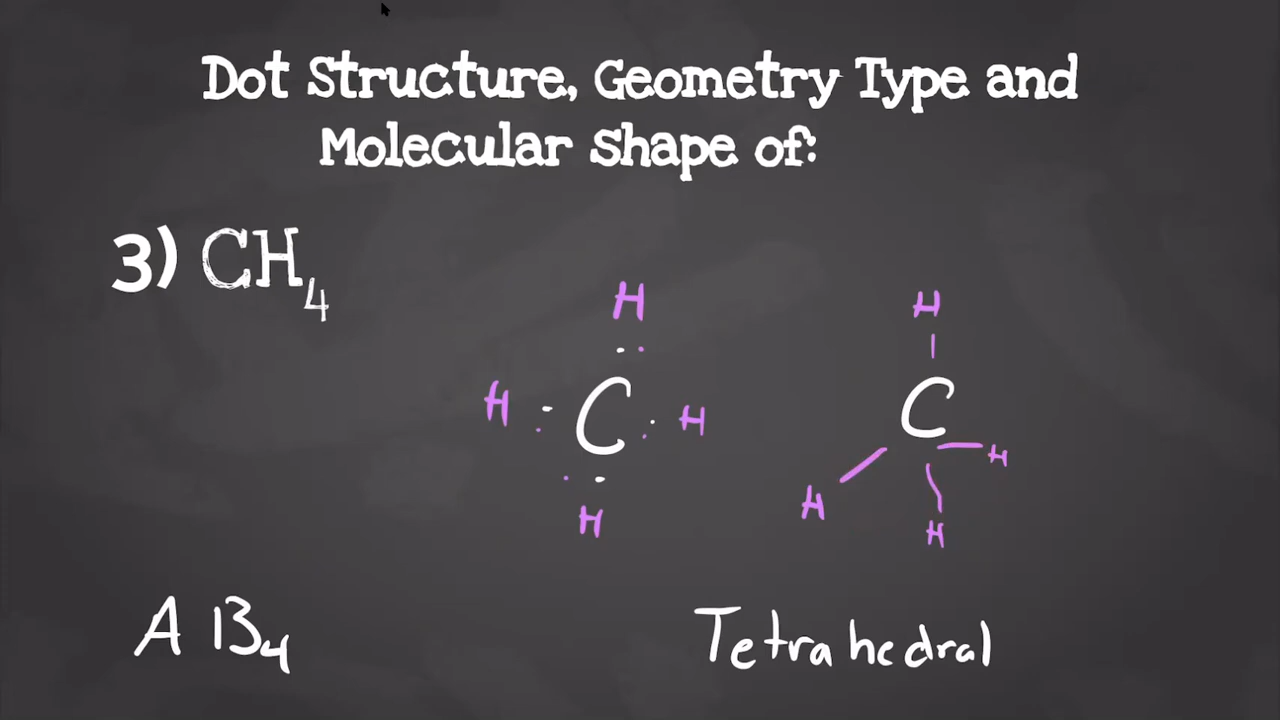 Dot Structure, Geometry Type and
Molecular Shape of:
3) CH4
H H
H : C : H C
H H
H H
AB4 Tetrahedral